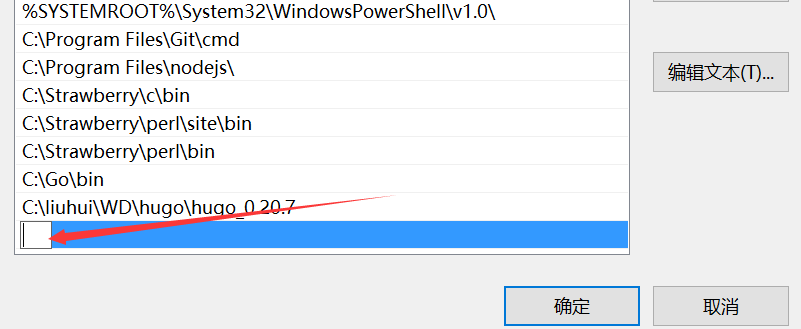 %SYSTEMROOT%\System32\WindowsPowerShell\v1.0\
C:\Program Files\Git\cmd
C:\Program Files\nodejs\
编辑文本(T)...
C:\Strawberry\c\bin
C:\Strawberry\perl\site\bin
C:\Strawberry\perl\bin
C:\Go\bin
C:\liuhui\WD\hugo\hugo_0.20.7
确定
取消